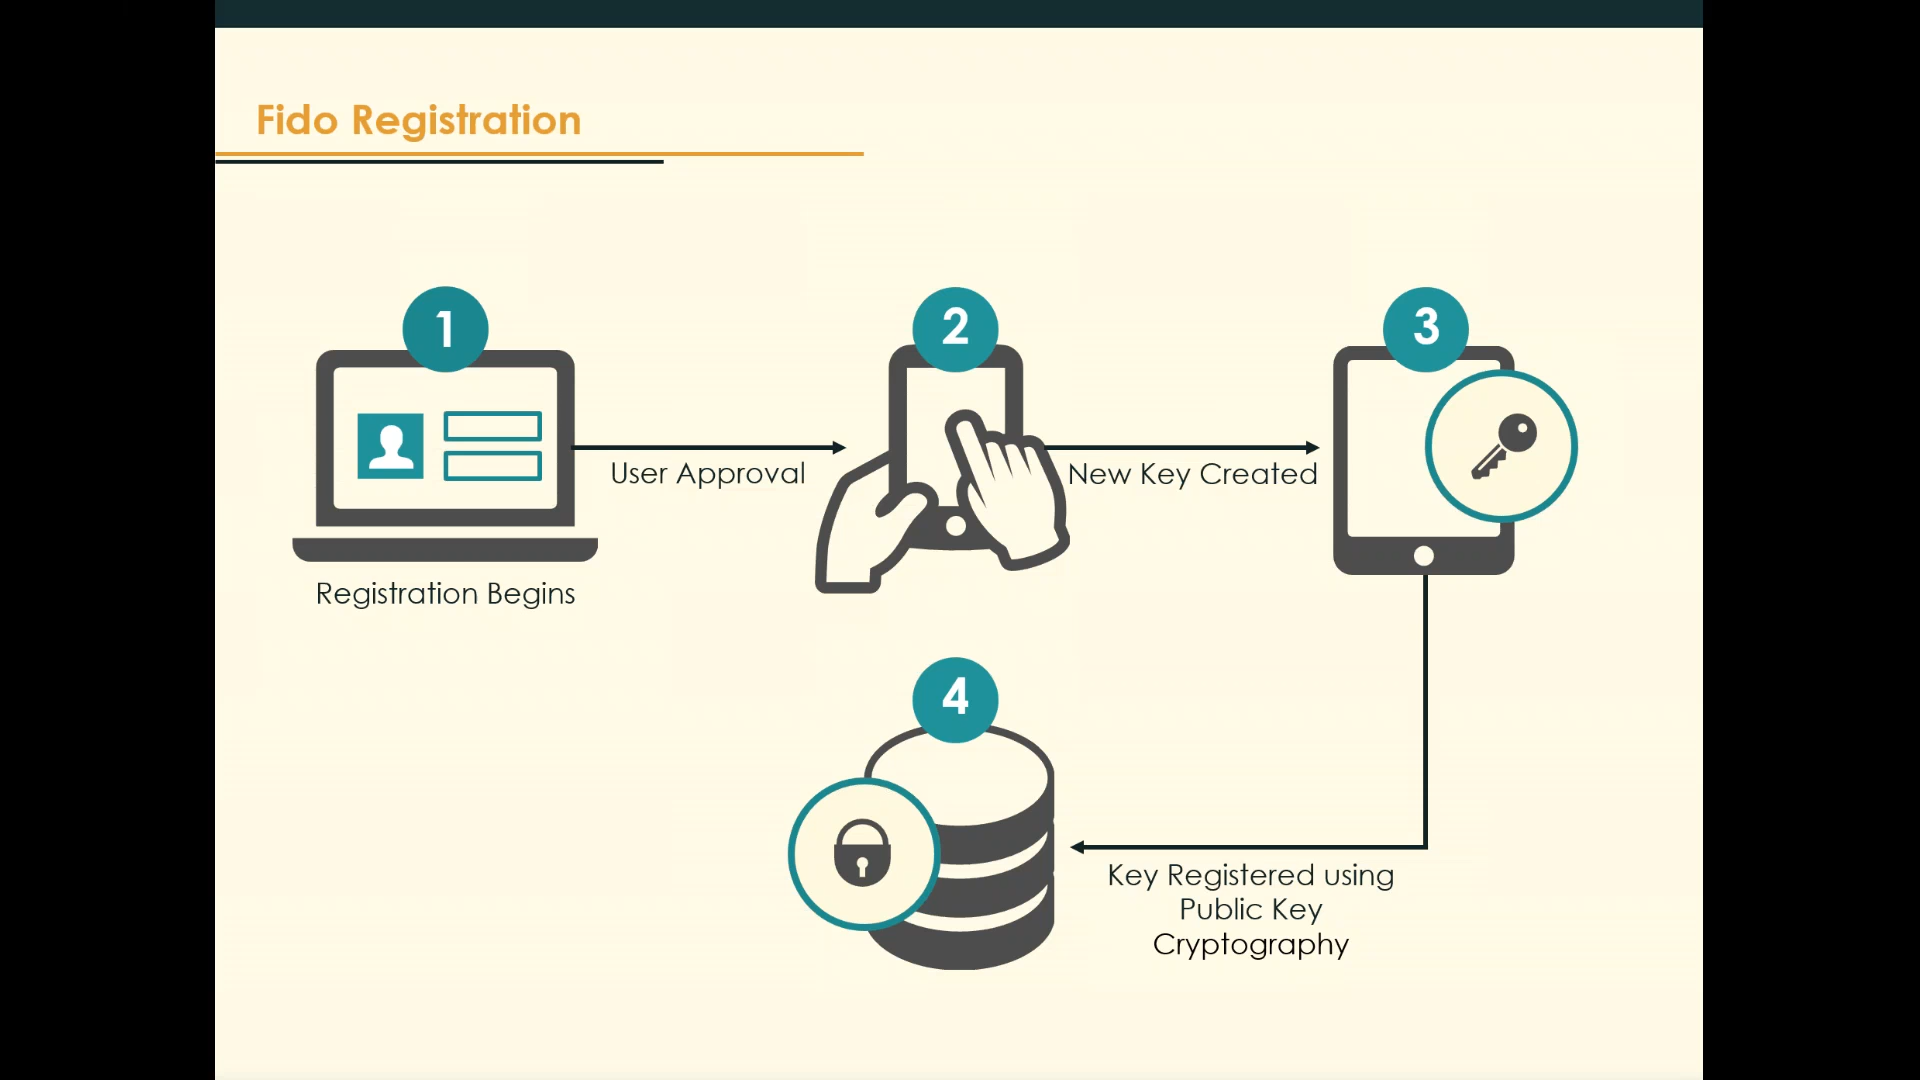 Fido Registration
1
2
3
User Approval
New Key Created
Registration Begins
4
Key Registered using
Public Key
Cryptography